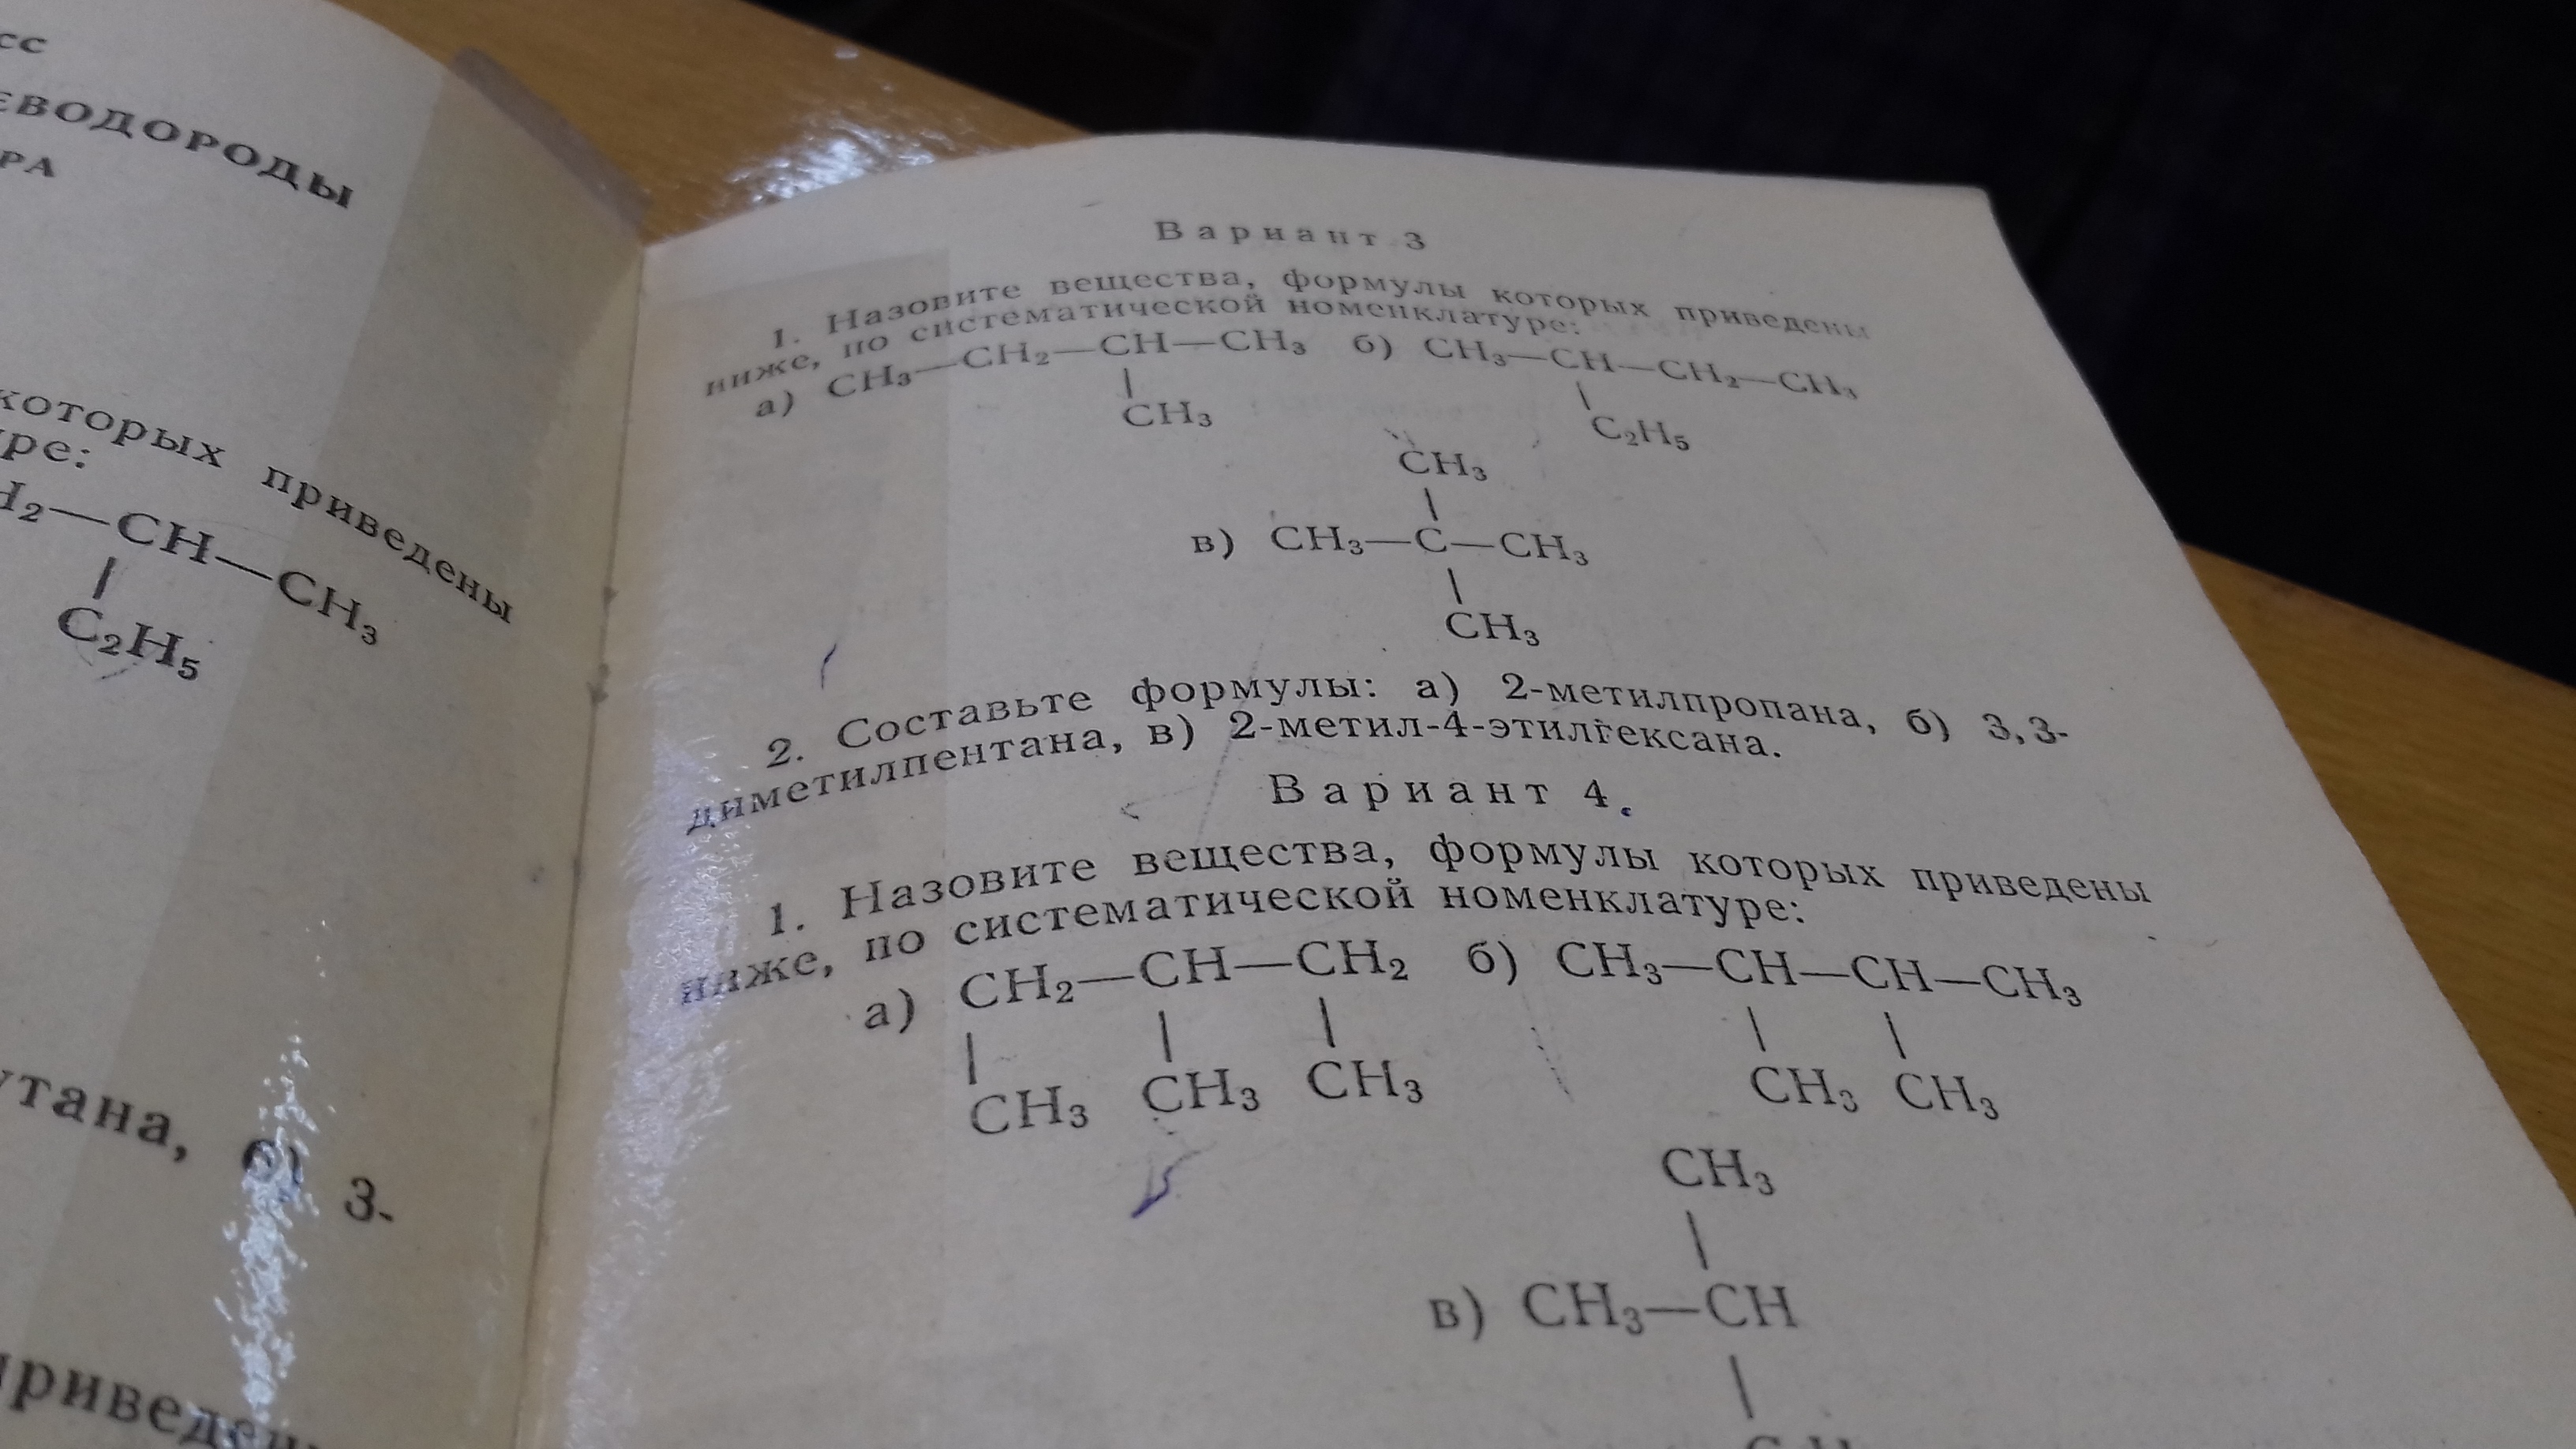 ЕВОДОРОДЫ
которых приведены
H₂—CH—CH₃
C₂H₅
3-
Вариант 3
1. Назовите вещества, формулы которых приведены
ниже, по систематической номенклатуре:
а) CH₃—CH₂—CH—CH₃ б) CH₃—CH—CH₂—CH₃
CH₃ C₂H₅
CH₃
в) CH₃—C—CH₃
CH₃
2. Составьте формулы: а) 2-метилпропана, б) 3,3-
диметилпентана, в) 2-метил-4-этилгексана.
Вариант 4
1. Назовите вещества, формулы которых приведены
ниже, по систематической номенклатуре:
а) CH₂—CH—CH₂ б) CH₃—CH—CH—CH₃
CH₃ CH₃ CH₃ CH₃ CH₃
CH₃
в) CH₃—CH